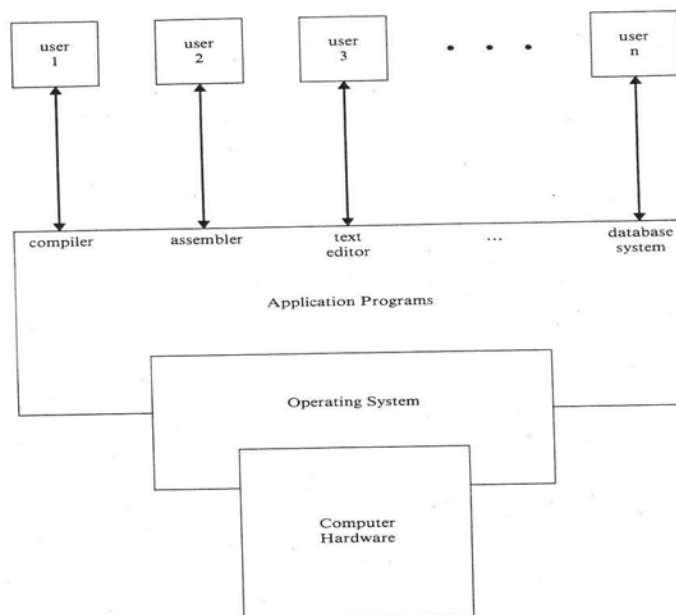 user
1
user
2
user
3
. . .
user
n
compiler
assembler
text
editor
...
database
system
Application Programs
Operating System
Computer
Hardware